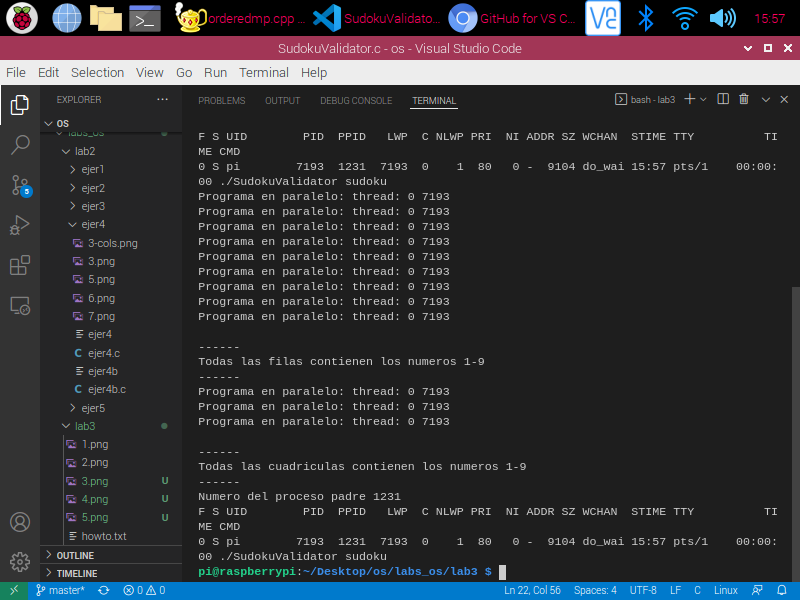 orderedmp.cpp ...
SudokuValidato...
GitHub for VS C...
15:57
SudokuValidator.c - os - Visual Studio Code
File Edit Selection View Go Run Terminal Help
EXPLORER ...
PROBLEMS OUTPUT DEBUG CONSOLE TERMINAL
bash - lab3
OS
labs_os
lab2
ejer1
ejer2
ejer3
ejer4
3-cols.png
3.png
5.png
6.png
7.png
ejer4
C ejer4.c
ejer4b
C ejer4b.c
ejer5
lab3
1.png
2.png
3.png U
4.png U
5.png U
howto.txt
OUTLINE
TIMELINE
5
F S UID PID PPID LWP C NLWP PRI NI ADDR SZ WCHAN STIME TTY TI
ME CMD
0 S pi 7193 1231 7193 0 1 80 0 - 9104 do_wai 15:57 pts/1 00:00:
00 ./SudokuValidator sudoku
Programa en paralelo: thread: 0 7193
Programa en paralelo: thread: 0 7193
Programa en paralelo: thread: 0 7193
Programa en paralelo: thread: 0 7193
Programa en paralelo: thread: 0 7193
Programa en paralelo: thread: 0 7193
Programa en paralelo: thread: 0 7193
Programa en paralelo: thread: 0 7193
Programa en paralelo: thread: 0 7193
------
Todas las filas contienen los numeros 1-9
------
Programa en paralelo: thread: 0 7193
Programa en paralelo: thread: 0 7193
Programa en paralelo: thread: 0 7193
------
Todas las cuadriculas contienen los numeros 1-9
------
Numero del proceso padre 1231
F S UID PID PPID LWP C NLWP PRI NI ADDR SZ WCHAN STIME TTY TI
ME CMD
0 S pi 7193 1231 7193 0 1 80 0 - 9104 do_wai 15:57 pts/1 00:00:
00 ./SudokuValidator sudoku
pi@raspberrypi:~/Desktop/os/labs_os/lab3 $
master* 0 0 Ln 22, Col 56 Spaces: 4 UTF-8 LF C Linux